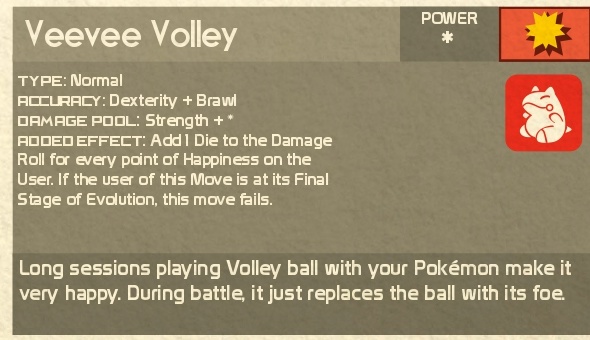 Veevee Volley
POWER
*
TYPE: Normal
ACCURACY: Dexterity + Brawl
DAMAGE POOL: Strength + *
ADDED EFFECT: Add 1 Die to the Damage
Roll for every point of Happiness on the
User. If the user of this Move is at its Final
Stage of Evolution, this move fails.
Long sessions playing Volley ball with your Pokémon make it
very happy. During battle, it just replaces the ball with its foe.